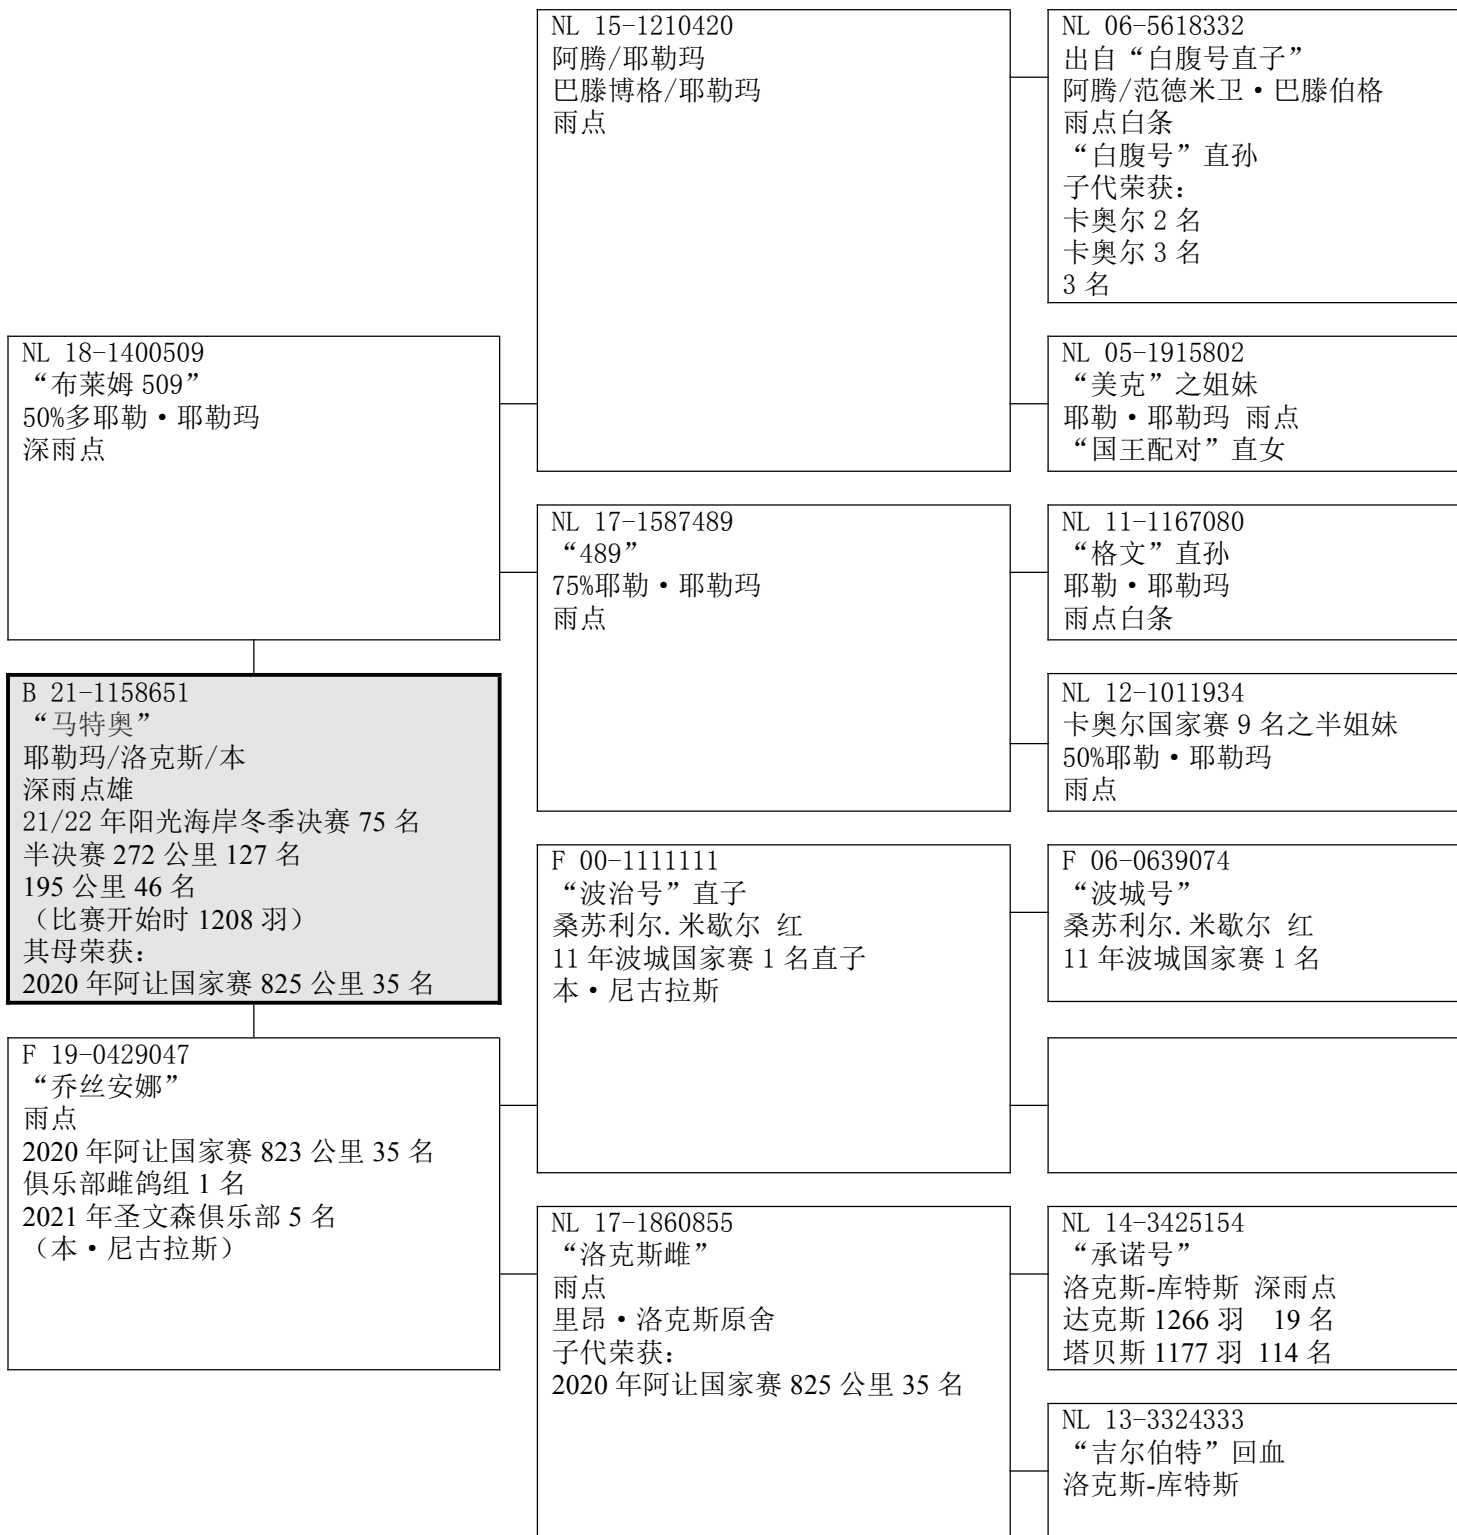 NL 15-1210420
阿腾/耶勒玛
巴滕博格/耶勒玛
雨点
NL 06-5618332
出自“白腹号直子”
阿腾/范德米卫·巴滕伯格
雨点白条
“白腹号”直孙
子代荣获:
卡奥尔 2 名
卡奥尔 3 名
3 名
NL 18-1400509
“布莱姆 509”
50%多耶勒·耶勒玛
深雨点
NL 05-1915802
“美克”之姐妹
耶勒·耶勒玛 雨点
“国王配对”直女
NL 17-1587489
“489”
75%耶勒·耶勒玛
雨点
NL 11-1167080
“格文”直孙
耶勒·耶勒玛
雨点白条
B 21-1158651
“马特奥”
耶勒玛/洛克斯/本
深雨点雄
21/22 年阳光海岸冬季决赛 75 名
半决赛 272 公里 127 名
195 公里 46 名
(比赛开始时 1208 羽)
其母荣获:
2020 年阿让国家赛 825 公里 35 名
NL 12-1011934
卡奥尔国家赛 9 名之半姐妹
50%耶勒·耶勒玛
雨点
F 00-1111111
“波治号”直子
桑苏利尔.米歇尔 红
11 年波城国家赛 1 名直子
本·尼古拉斯
F 06-0639074
“波城号”
桑苏利尔.米歇尔 红
11 年波城国家赛 1 名
F 19-0429047
“乔丝安娜”
雨点
2020 年阿让国家赛 823 公里 35 名
俱乐部雌鸽组 1 名
2021 年圣文森俱乐部 5 名
(本·尼古拉斯)
NL 17-1860855
“洛克斯雌”
雨点
里昂·洛克斯原舍
子代荣获:
2020 年阿让国家赛 825 公里 35 名
NL 14-3425154
“承诺号”
洛克斯-库特斯 深雨点
达克斯 1266 羽 19 名
塔贝斯 1177 羽 114 名
NL 13-3324333
“吉尔伯特”回血
洛克斯-库特斯